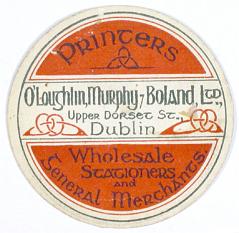 Printers
O'Loughlin, Murphy ⁊ Boland, Ltd.,
Upper Dorset St.,
Dublin
Wholesale
Stationers
and
General Merchants.